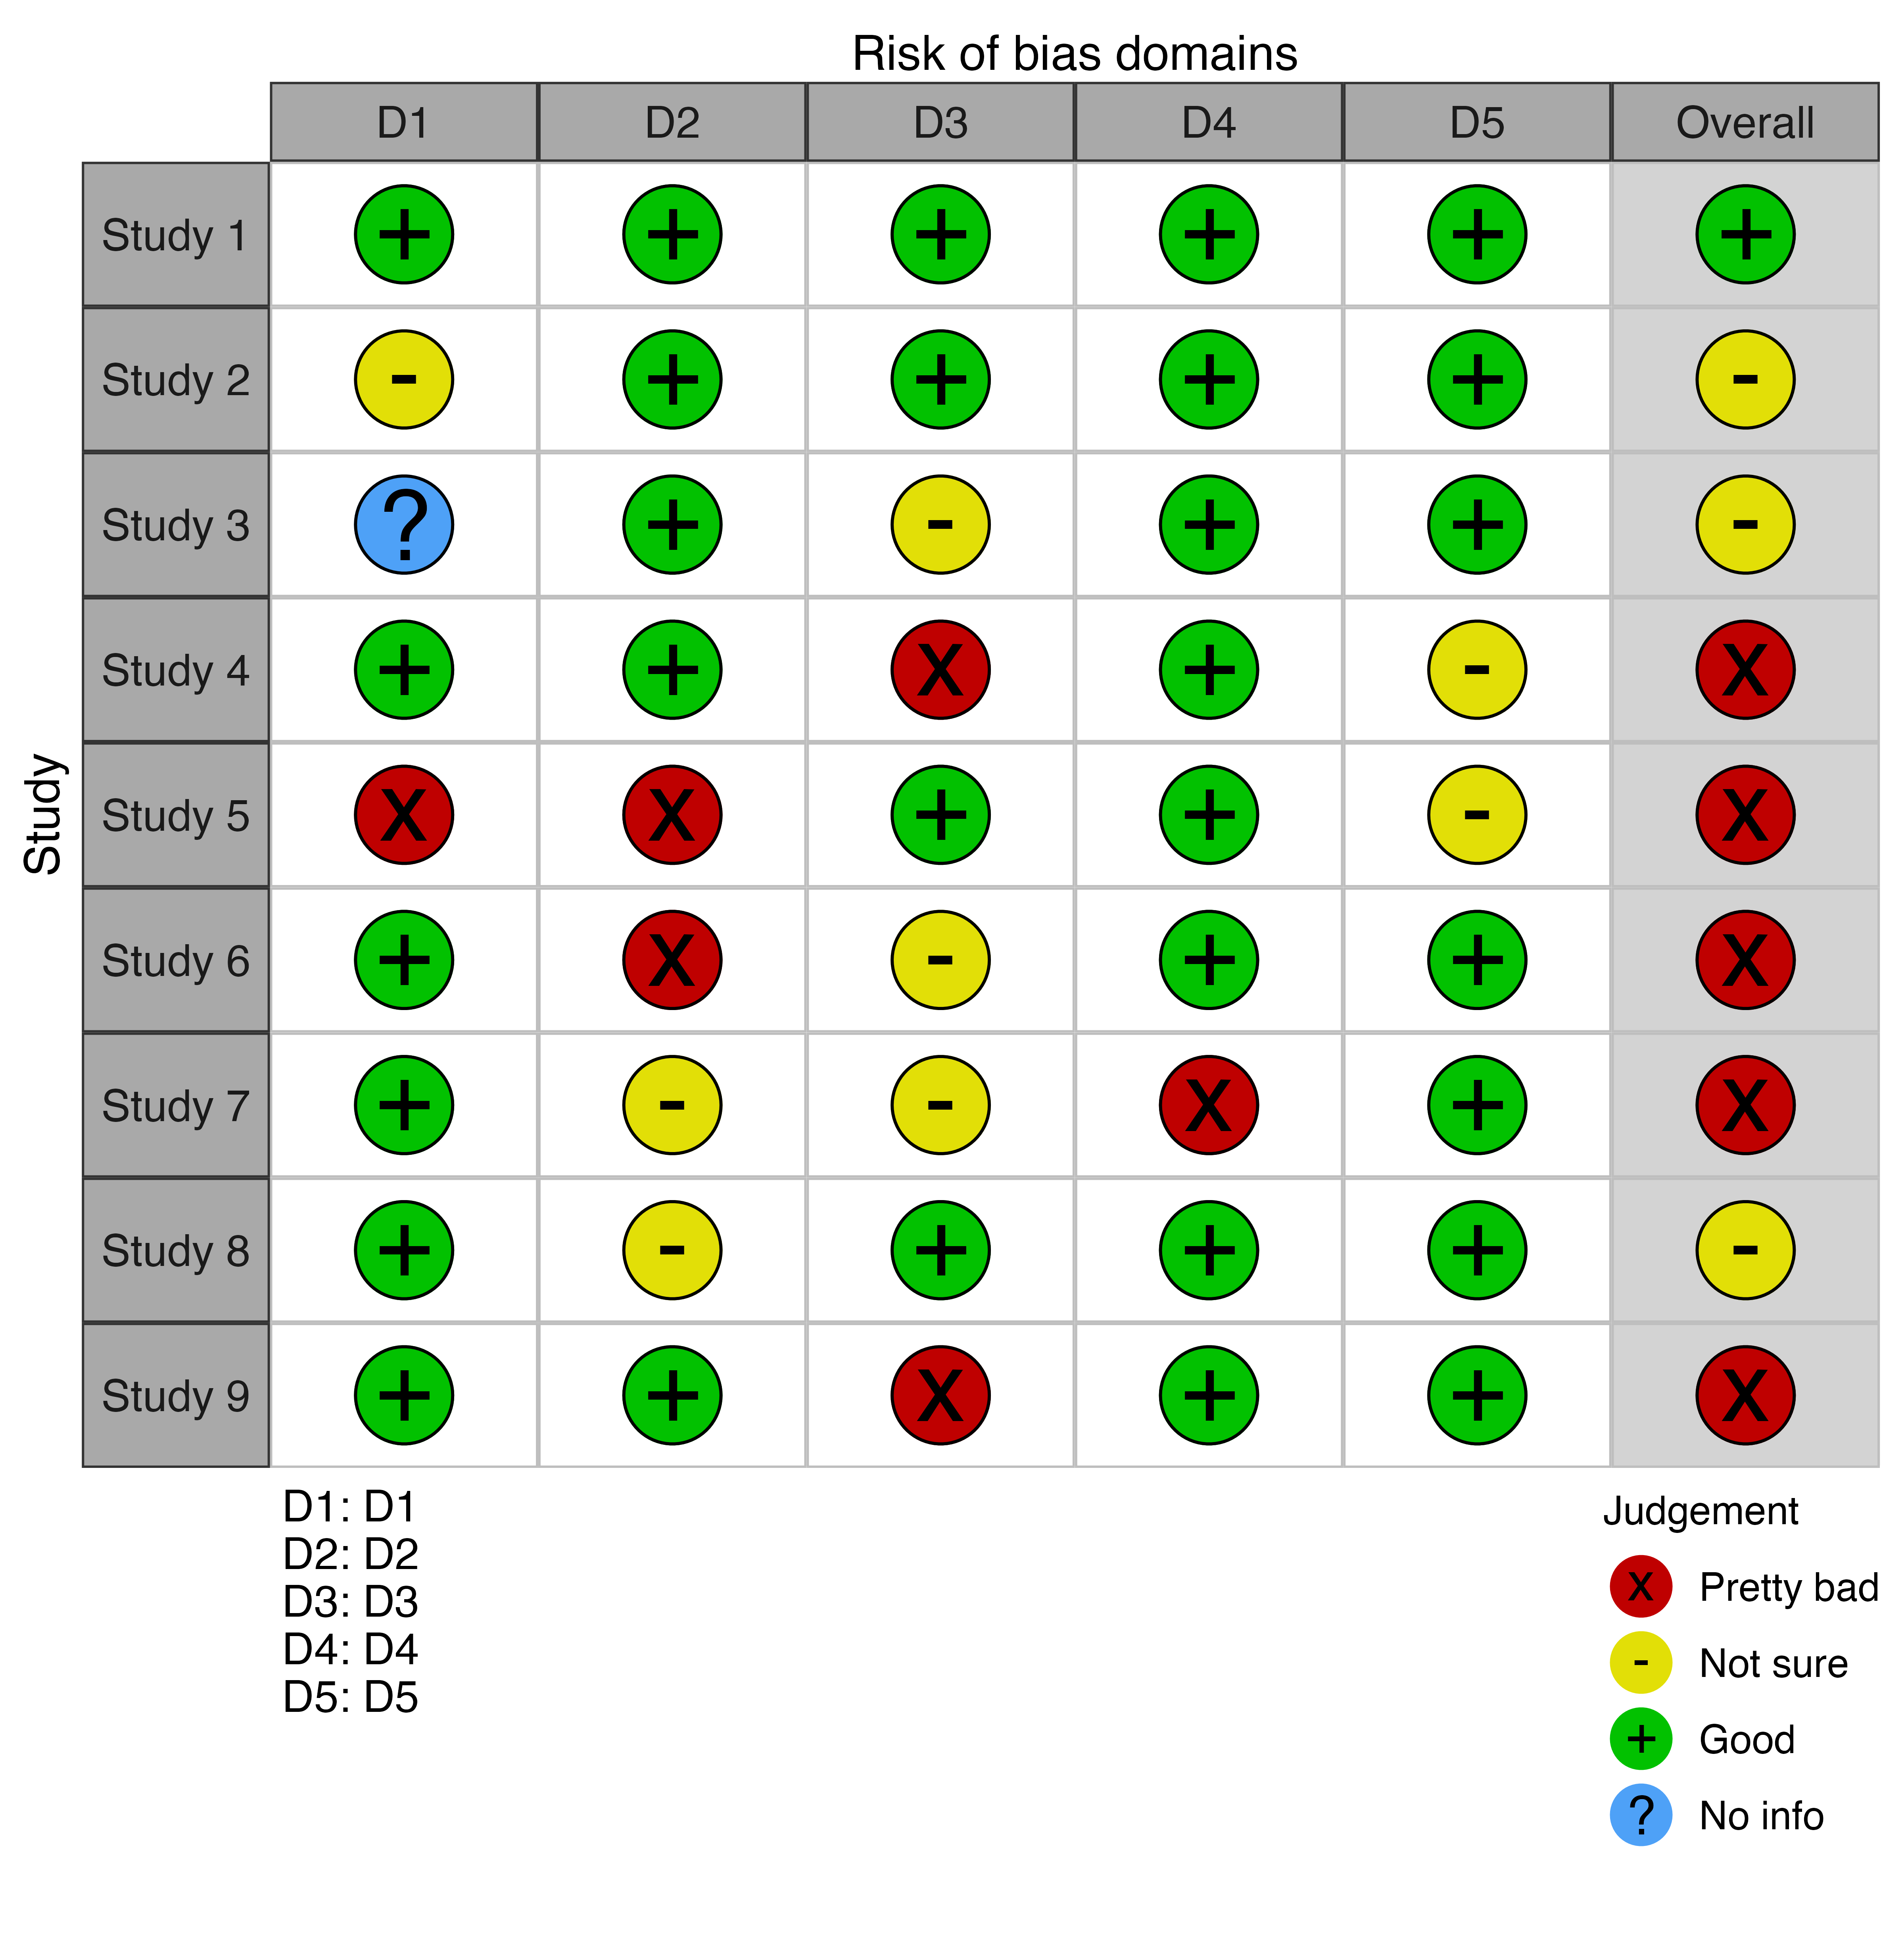 Risk of bias domains
D1 D2 D3 D4 D5 Overall
Study
Study 1 + + + + + +
Study 2 - + + + + -
Study 3 ? + - + + -
Study 4 + + X + - X
Study 5 X X + + - X
Study 6 + X - + + X
Study 7 + - - X + X
Study 8 + - + + + -
Study 9 + + X + + X
D1: D1
D2: D2
D3: D3
D4: D4
D5: D5
Judgement
X Pretty bad
- Not sure
+ Good
? No info